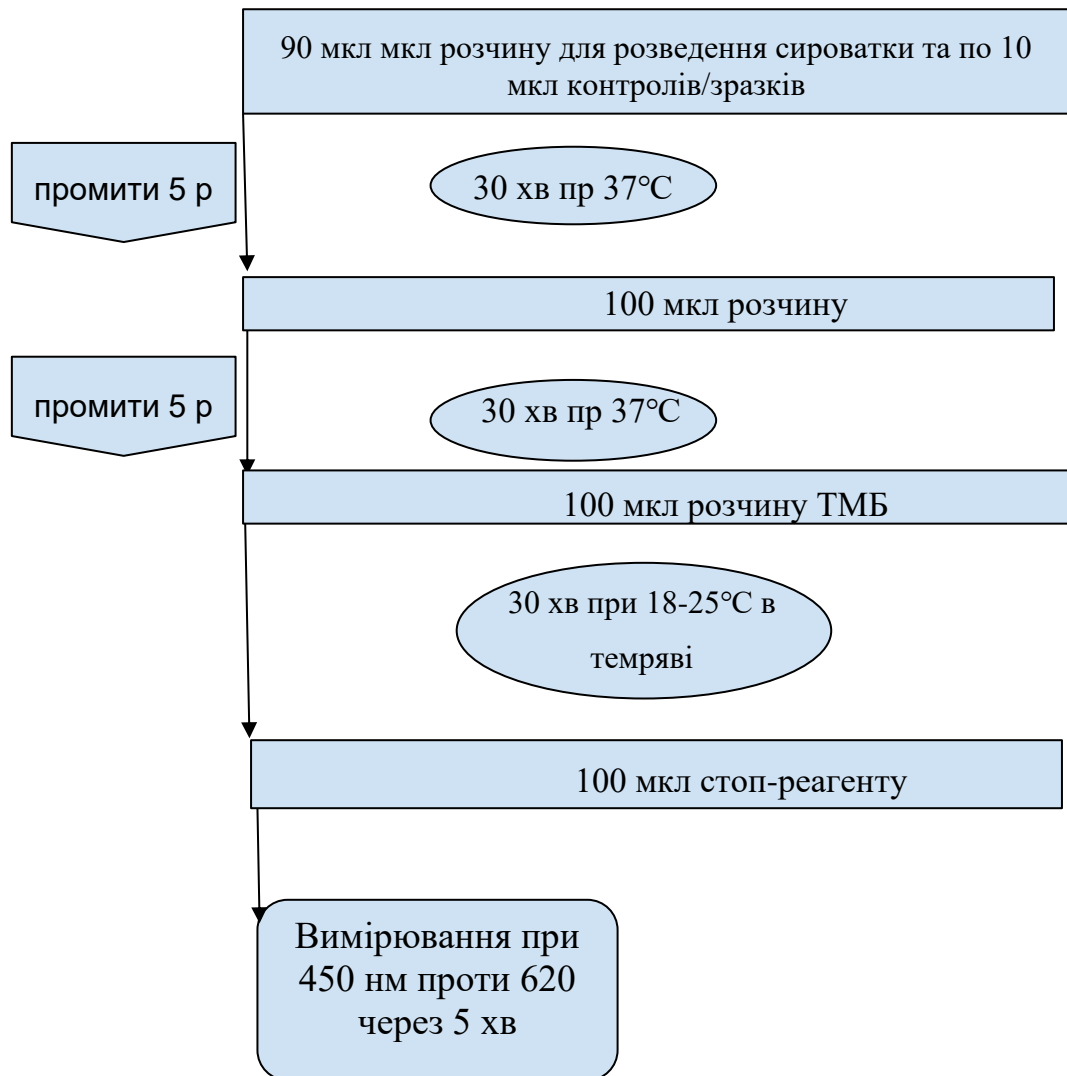 90 мкл мкл розчину для розведення сироватки та по 10
мкл контролів/зразків
промити 5 р
30 хв пр 37°С
100 мкл розчину
промити 5 р
30 хв пр 37°С
100 мкл розчину ТМБ
30 хв при 18-25°С в
темряві
100 мкл стоп-реагенту
Вимірювання при
450 нм проти 620
через 5 хв